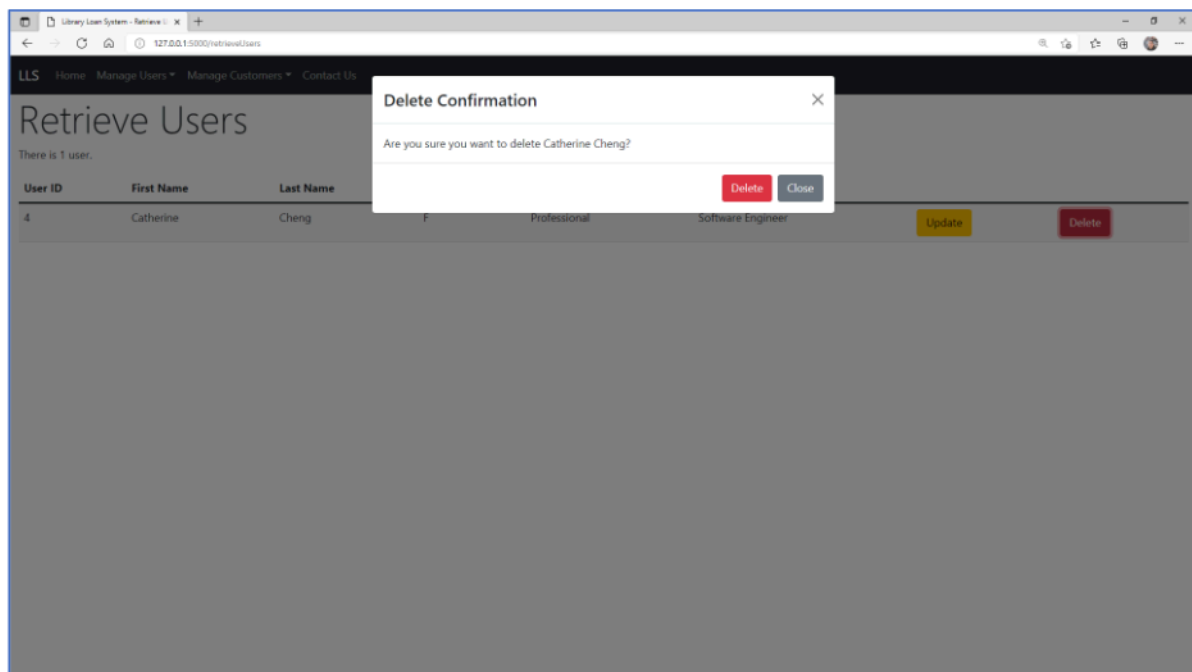 Library Loan System - Retrieve U
127.0.0.1:5000/retrieveUsers
LLS Home Manage Users Manage Customers Contact Us
Delete Confirmation
Retrieve Users
Are you sure you want to delete Catherine Cheng?
There is 1 user.
Delete Close
User ID First Name Last Name
4 Catherine Cheng F Professional Software Engineer Update Delete